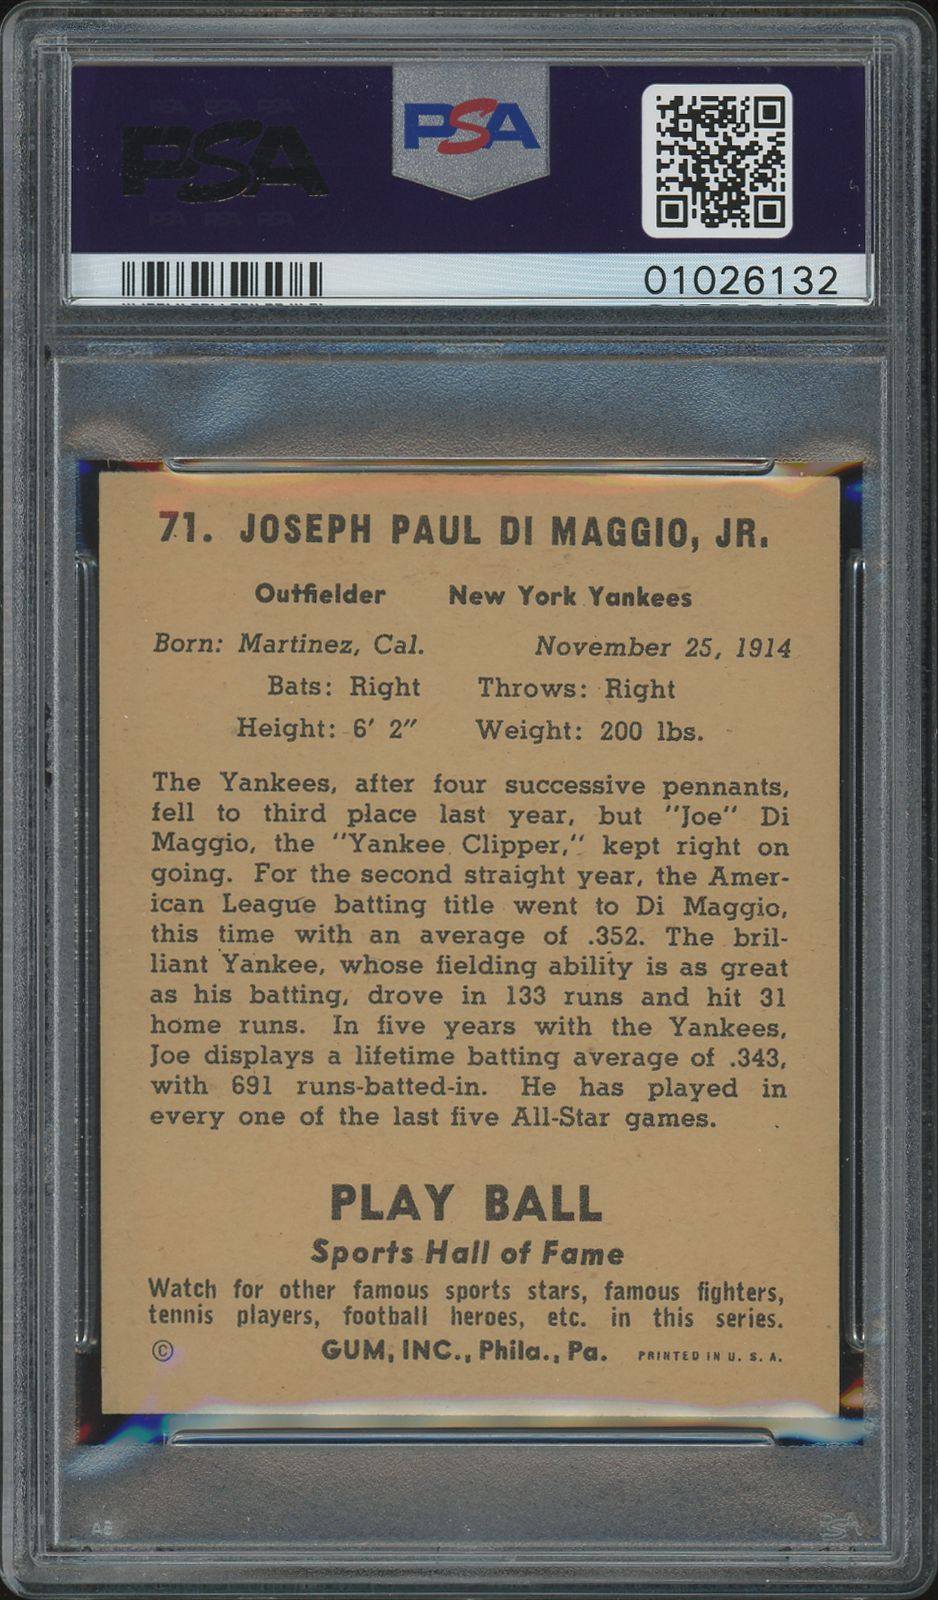 PSA PSA PSA
PSA
PSA PSA PSA
PSA
01026132
71. JOSEPH PAUL DI MAGGIO, JR.
Outfielder New York Yankees
Born: Martinez, Cal. November 25, 1914
Bats: Right Throws: Right
Height: 6' 2" Weight: 200 lbs.
The Yankees, after four successive pennants,
fell to third place last year, but "Joe" Di
Maggio, the "Yankee Clipper," kept right on
going. For the second straight year, the Amer-
ican League batting title went to Di Maggio,
this time with an average of .352. The bril-
liant Yankee, whose fielding ability is as great
as his batting, drove in 133 runs and hit 31
home runs. In five years with the Yankees,
Joe displays a lifetime batting average of .343,
with 691 runs-batted-in. He has played in
every one of the last five All-Star games.
PLAY BALL
Sports Hall of Fame
Watch for other famous sports stars, famous fighters,
tennis players, football heroes, etc. in this series.
© GUM, INC., Phila., Pa. PRINTED IN U. S. A.
PSA